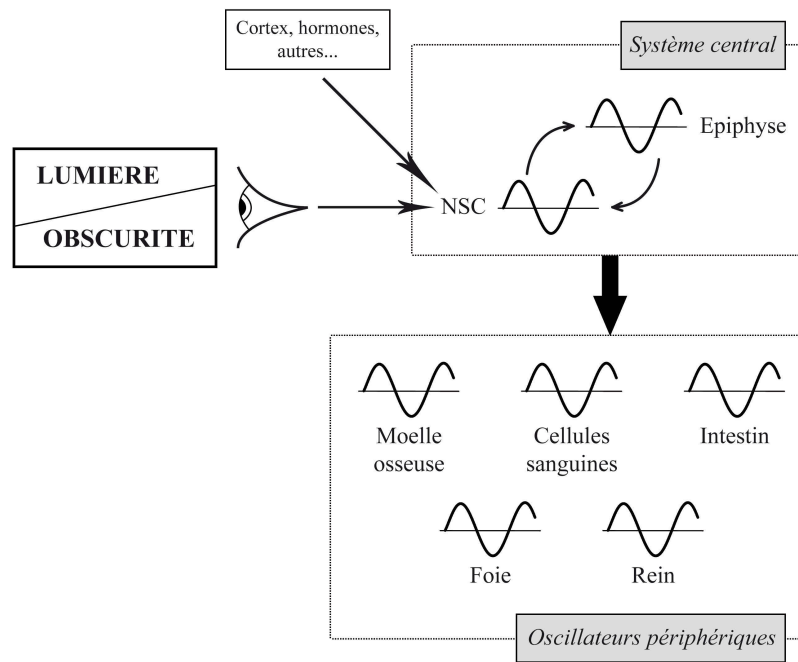 Cortex, hormones,
autres...
Système central
Epiphyse
LUMIERE
OBSCURITE
NSC
Moelle
osseuse
Cellules
sanguines
Intestin
Foie
Rein
Oscillateurs périphériques